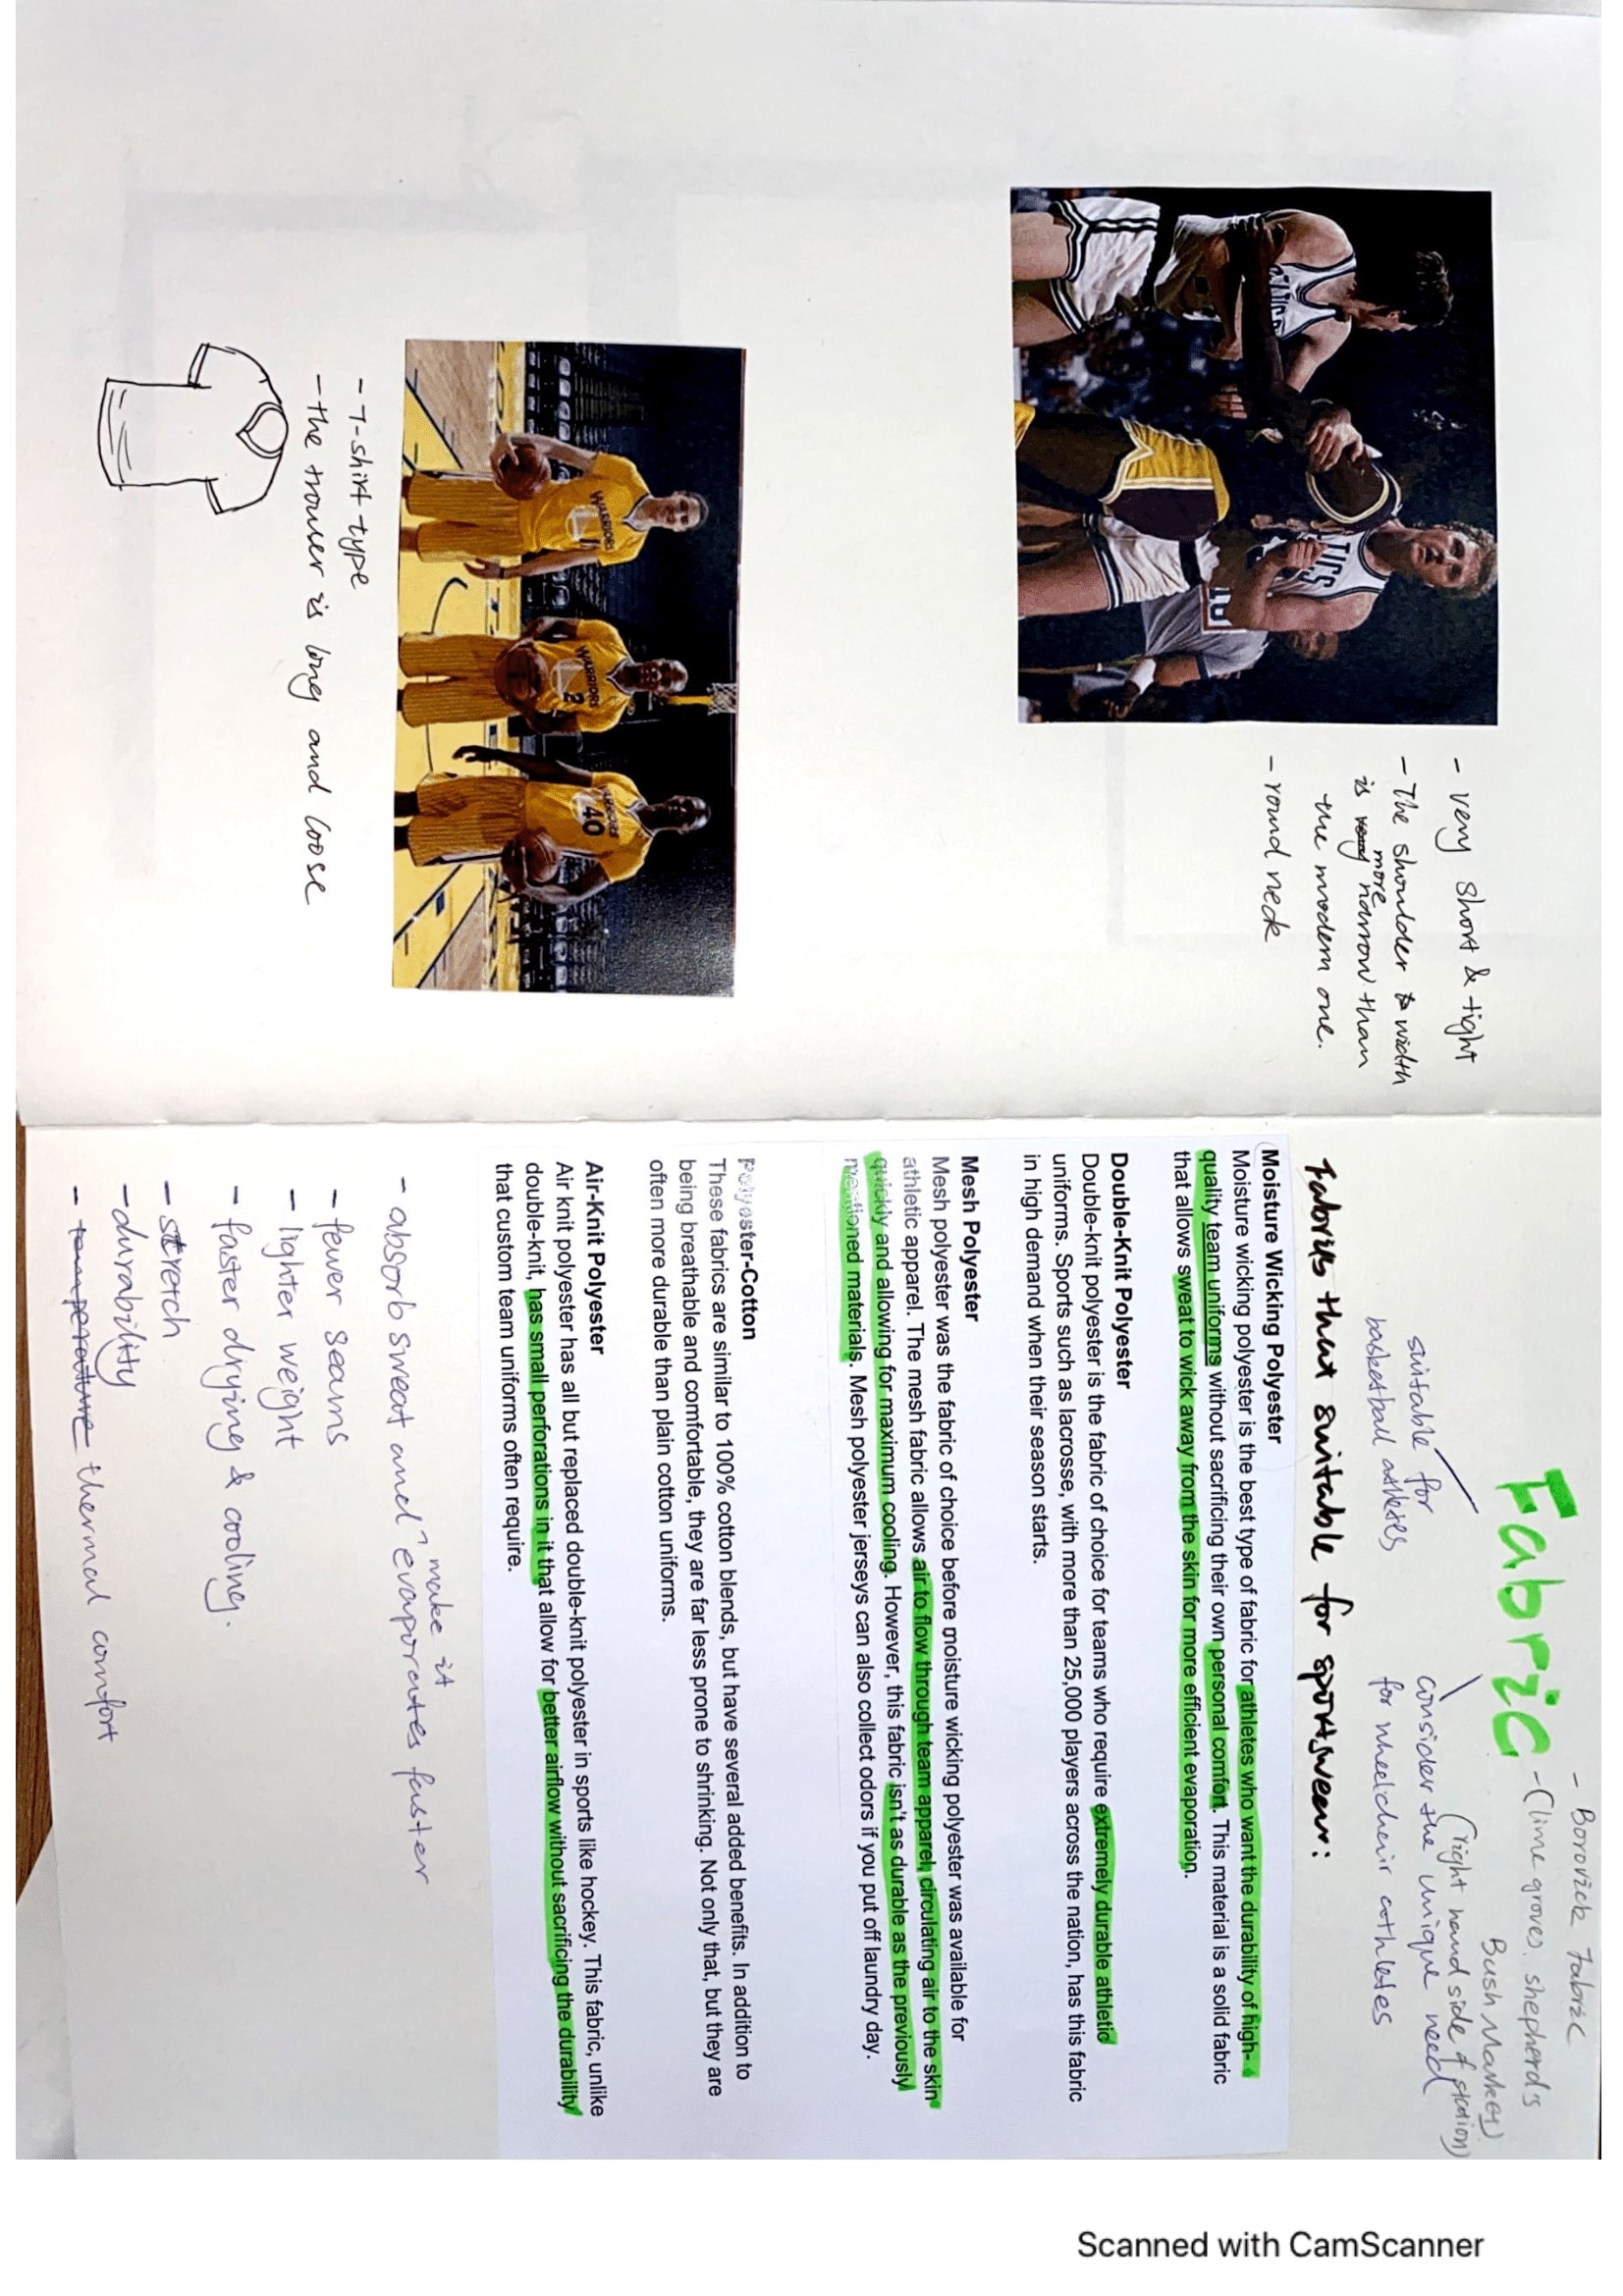 - very short & tight
- The shoulder width
is very more narrow than
the modern one.
- round neck
TICS
WARRIORS
1
WARRIORS
2
40
- T-shirt type
- the trouser is long and loose
- Borovick Fabric
Fabric - (lime groves. shepherd's
Bush Market)
(right hand side of station)
suitable for
basketball
consider the unique need
for wheelchair athletes
Fabrics that suitable for sportsweear:
Moisture Wicking Polyester
Moisture wicking polyester is the best type of fabric for athletes who want the durability of high-
quality team uniforms without sacrificing their own personal comfort. This material is a solid fabric
that allows sweat to wick away from the skin for more efficient evaporation.
Double-Knit Polyester
Double-knit polyester is the fabric of choice for teams who require extremely durable athletic
uniforms. Sports such as lacrosse, with more than 25,000 players across the nation, has this fabric
in high demand when their season starts.
Mesh Polyester
Mesh polyester was the fabric of choice before moisture wicking polyester was available for
athletic apparel. The mesh fabric allows air to flow through team apparel, circulating air to the skin
quickly and allowing for maximum cooling. However, this fabric isn't as durable as the previously
mentioned materials. Mesh polyester jerseys can also collect odors if you put off laundry day.
Polyester-Cotton
These fabrics are similar to 100% cotton blends, but have several added benefits. In addition to
being breathable and comfortable, they are far less prone to shrinking. Not only that, but they are
often more durable than plain cotton uniforms.
Air-Knit Polyester
Air knit polyester has all but replaced double-knit polyester in sports like hockey. This fabric, unlike
double-knit, has small perforations in it that allow for better airflow without sacrificing the durability
that custom team uniforms often require.
- absorb sweat and make it evaporates faster
- fewer seams
- lighter weight
- faster drying & cooling.
- stretch
- durability
- temperature thermal comfort
Scanned with CamScanner